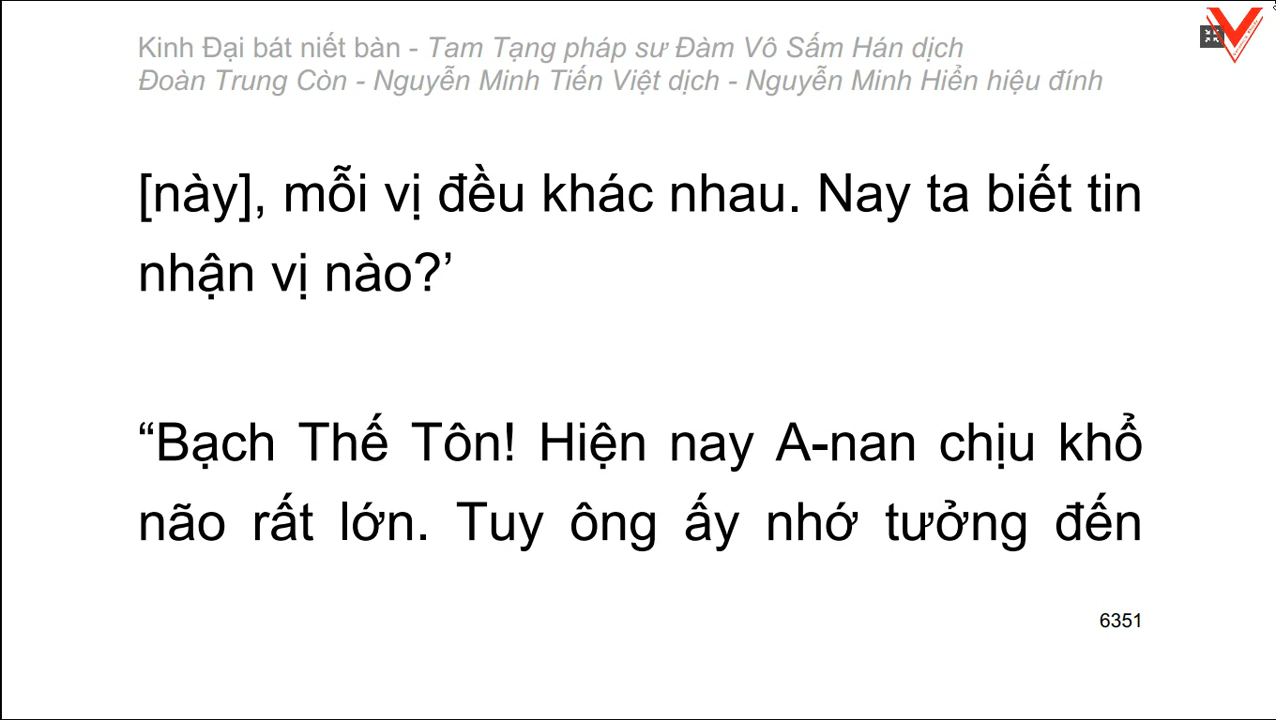 Kinh Đại bát niết bàn - Tam Tạng pháp sư Đàm Vô Sấm Hán dịch
Đoàn Trung Còn - Nguyễn Minh Tiến Việt dịch - Nguyễn Minh Hiển hiệu đính
[này], mỗi vị đều khác nhau. Nay ta biết tin
nhận vị nào?’
“Bạch Thế Tôn! Hiện nay A-nan chịu khổ
não rất lớn. Tuy ông ấy nhớ tưởng đến
6351